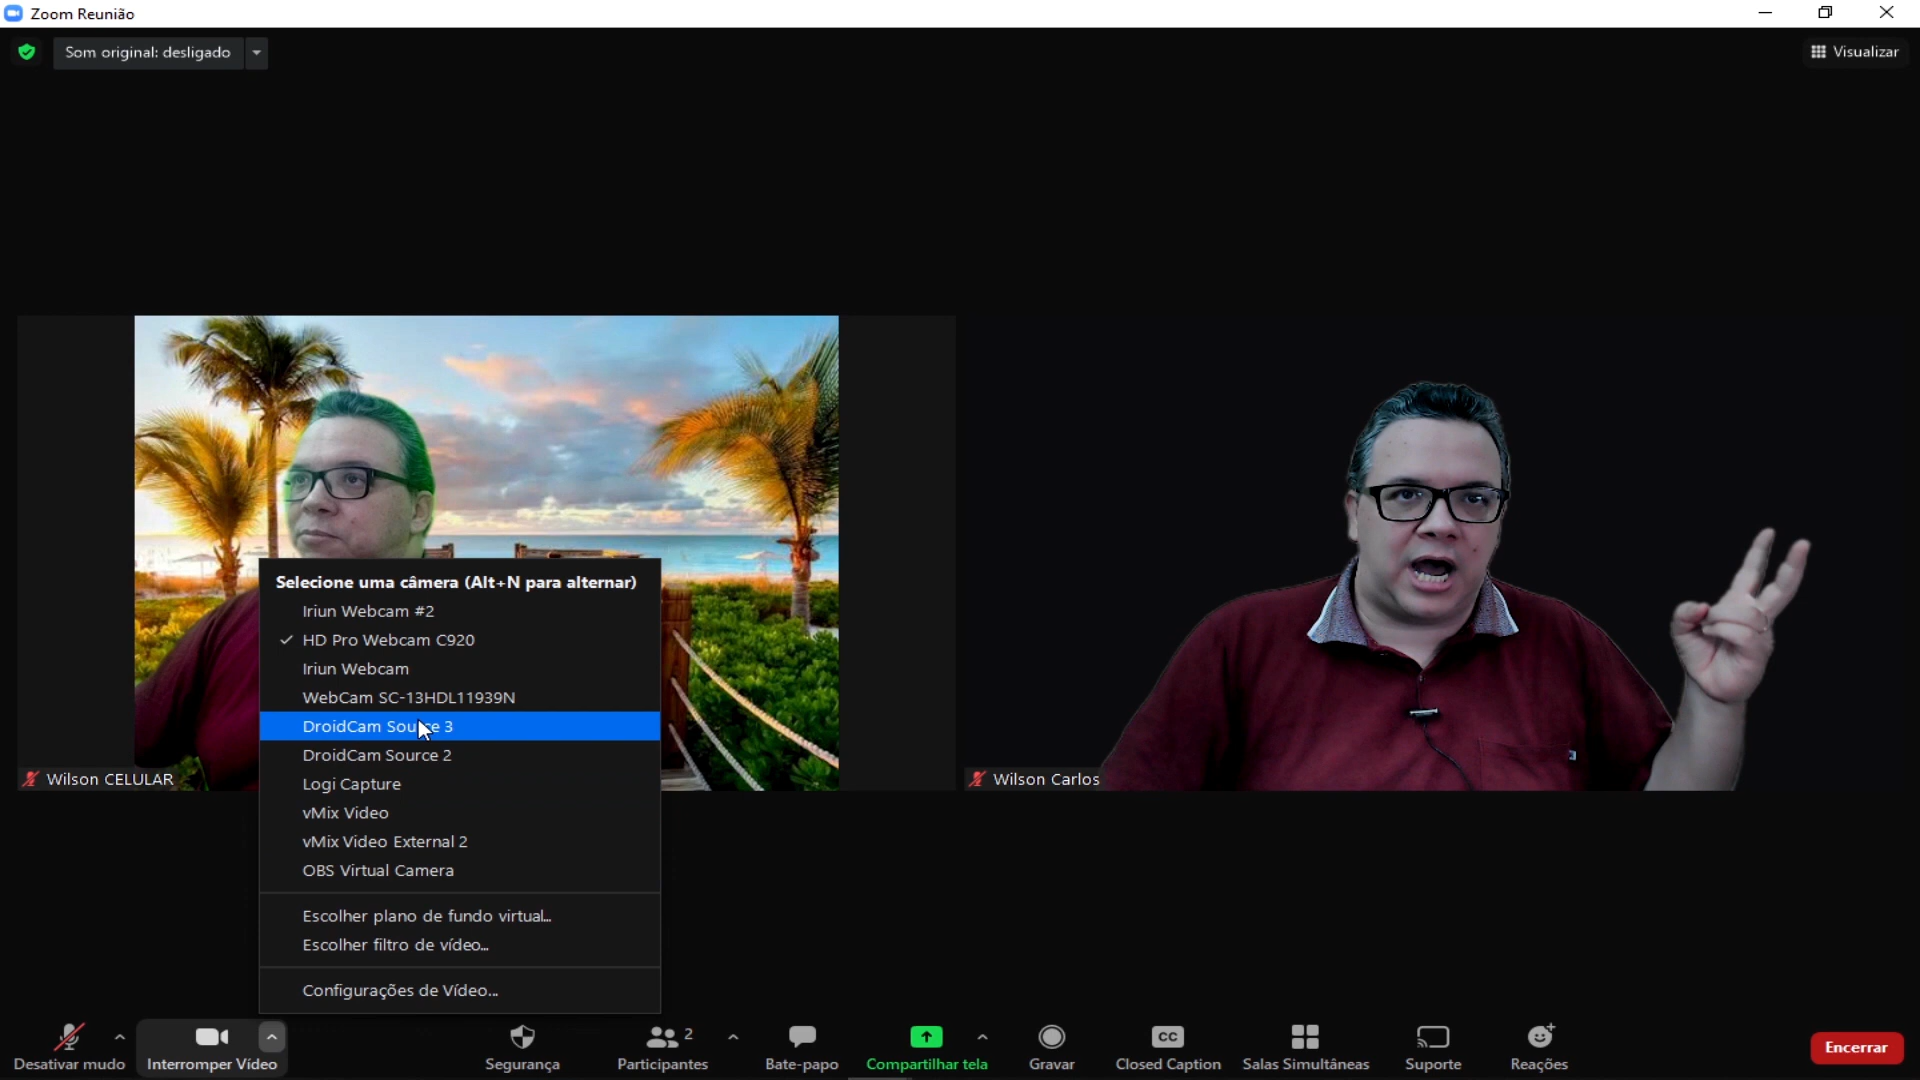 Zoom Reunião
Som original: desligado
Visualizar
Selecione uma câmera (Alt+N para alternar)
Iriun Webcam #2
HD Pro Webcam C920
Iriun Webcam
WebCam SC-13HDL11939N
DroidCam Source 3
DroidCam Source 2
Logi Capture
vMix Video
vMix Video External 2
OBS Virtual Camera
Escolher plano de fundo virtual...
Escolher filtro de vídeo...
Configurações de Vídeo...
Wilson CELULAR
Wilson Carlos
Desativar mudo
Interromper Vídeo
Segurança
2
Participantes
Bate-papo
Compartilhar tela
Gravar
CC
Closed Caption
Salas Simultâneas
Suporte
Reações
Encerrar